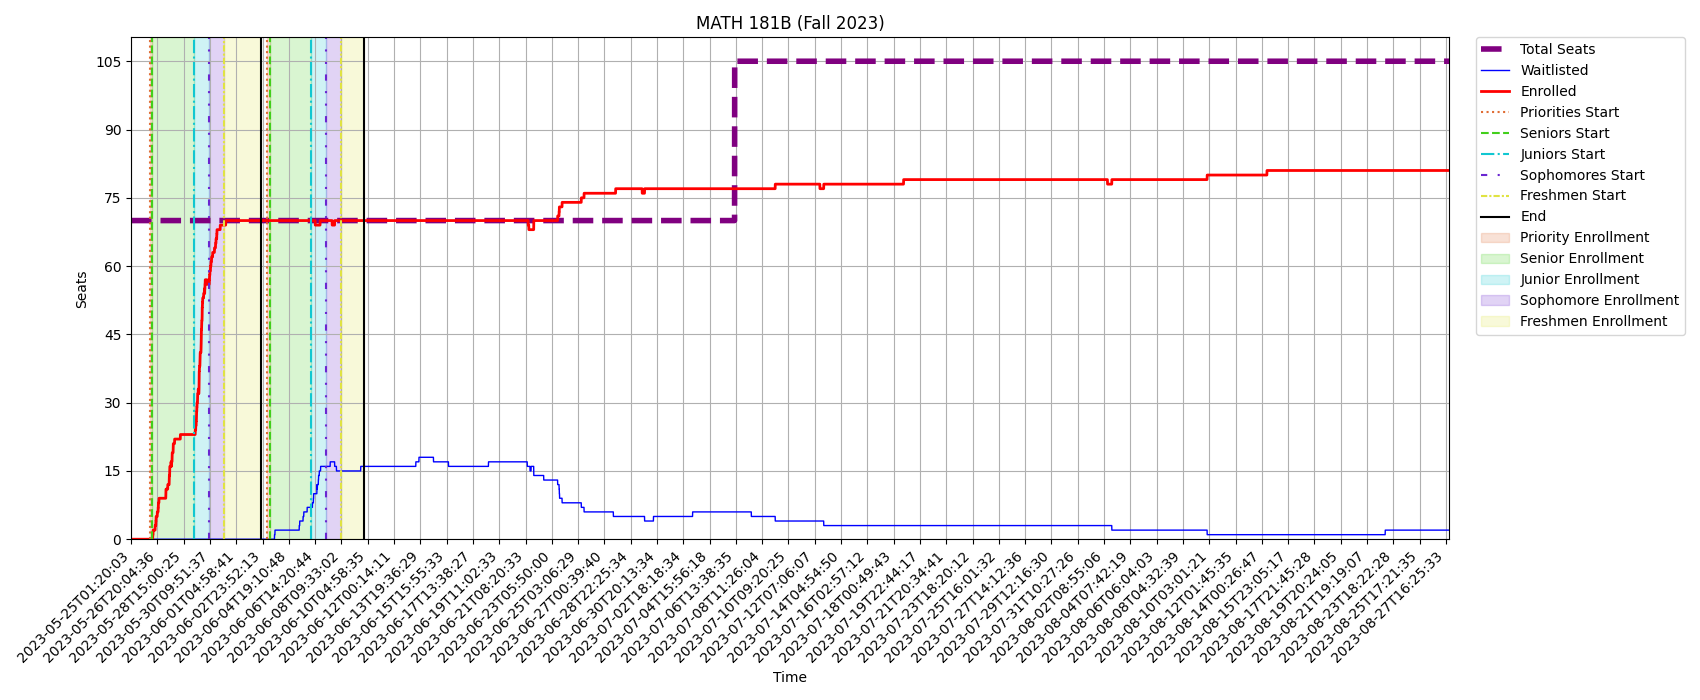 MATH 181B (Fall 2023)
105
90
75
60
45
30
15
0
Seats
2023-05-25T01:20:03
2023-05-26T20:04:36
2023-05-28T15:00:25
2023-05-30T09:51:37
2023-06-01T04:58:41
2023-06-02T23:52:13
2023-06-04T19:10:48
2023-06-06T14:20:44
2023-06-08T09:33:02
2023-06-10T04:58:35
2023-06-12T00:14:11
2023-06-13T19:36:29
2023-06-15T15:55:33
2023-06-17T13:38:27
2023-06-19T11:02:33
2023-06-21T08:20:33
2023-06-23T05:50:00
2023-06-25T03:06:29
2023-06-27T00:39:40
2023-06-28T22:25:34
2023-06-30T20:13:34
2023-07-02T18:18:34
2023-07-04T15:56:18
2023-07-06T13:38:35
2023-07-08T11:26:04
2023-07-10T09:20:25
2023-07-12T07:06:07
2023-07-14T04:54:50
2023-07-16T02:57:12
2023-07-18T00:49:43
2023-07-19T22:44:17
2023-07-21T20:34:41
2023-07-23T18:20:12
2023-07-25T16:01:32
2023-07-27T14:12:36
2023-07-29T12:16:30
2023-07-31T10:27:26
2023-08-02T08:55:06
2023-08-04T07:42:19
2023-08-06T06:04:03
2023-08-08T04:32:39
2023-08-10T03:01:21
2023-08-12T01:45:35
2023-08-14T00:26:47
2023-08-15T23:05:17
2023-08-17T21:45:28
2023-08-19T20:24:05
2023-08-21T19:19:07
2023-08-23T18:22:28
2023-08-25T17:21:35
2023-08-27T16:25:33
Time
Total Seats
Waitlisted
Enrolled
Priorities Start
Seniors Start
Juniors Start
Sophomores Start
Freshmen Start
End
Priority Enrollment
Senior Enrollment
Junior Enrollment
Sophomore Enrollment
Freshmen Enrollment